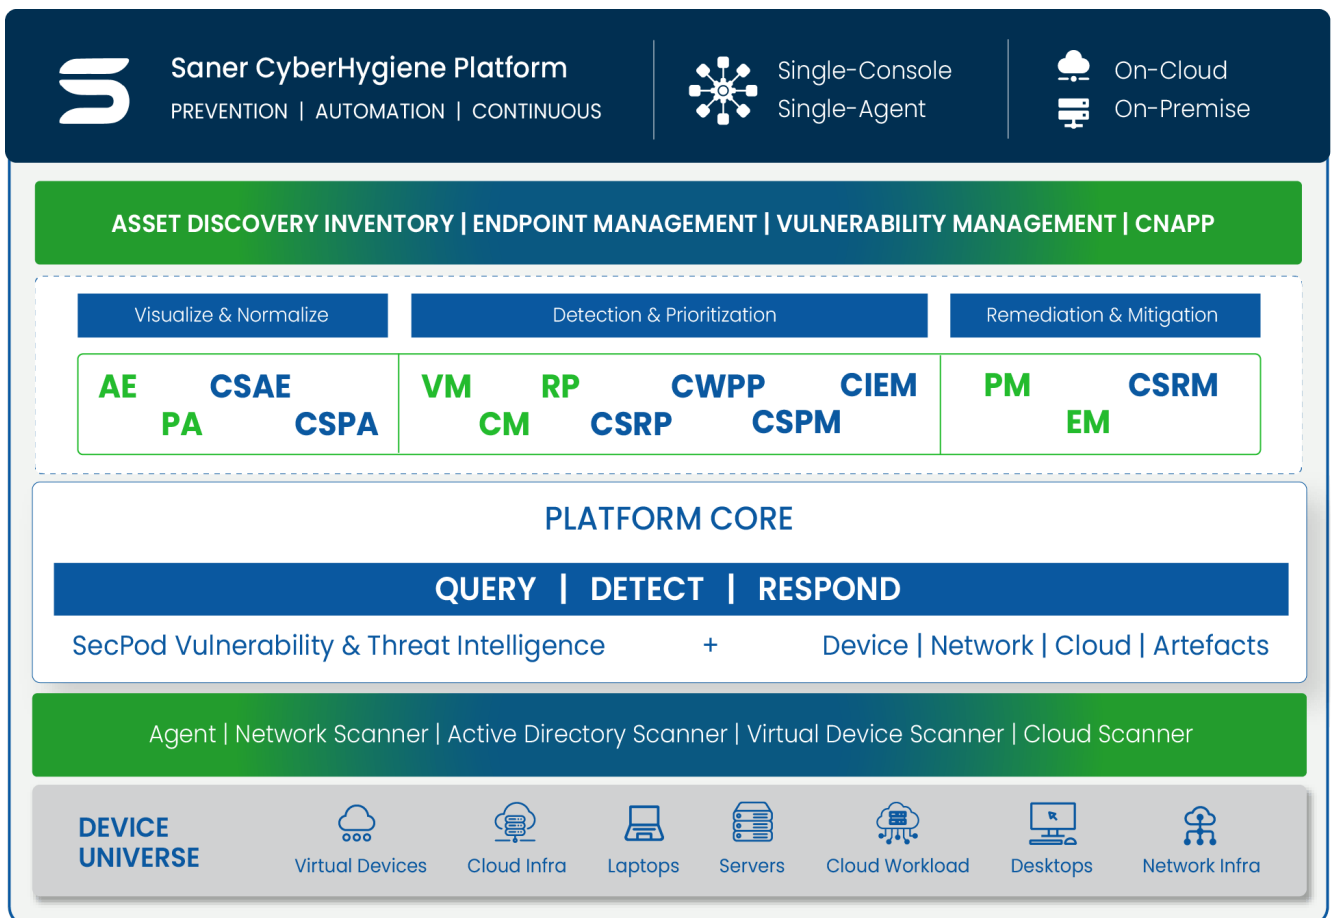 Saner CyberHygiene Platform
PREVENTION | AUTOMATION | CONTINUOUS
Single-Console
Single-Agent
On-Cloud
On-Premise
ASSET DISCOVERY INVENTORY | ENDPOINT MANAGEMENT | VULNERABILITY MANAGEMENT | CNAPP
Visualize & Normalize
Detection & Prioritization
Remediation & Mitigation
AE CSAE
PA CSPA
VM RP CWPP CIEM
CM CSRP CSPM
PM CSRM
EM
PLATFORM CORE
QUERY | DETECT | RESPOND
SecPod Vulnerability & Threat Intelligence + Device | Network | Cloud | Artefacts
Agent | Network Scanner | Active Directory Scanner | Virtual Device Scanner | Cloud Scanner
DEVICE
UNIVERSE
Virtual Devices
Cloud Infra
Laptops
Servers
Cloud Workload
Desktops
Network Infra